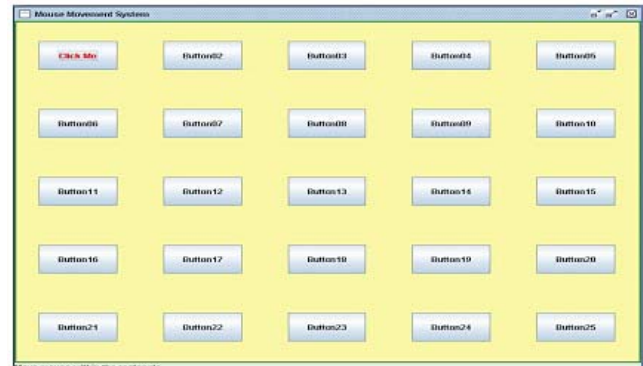 Mouse Movement System
Click Me Button02 Button03 Button04 Button05
Button06 Button07 Button08 Button09 Button10
Button11 Button12 Button13 Button14 Button15
Button16 Button17 Button18 Button19 Button20
Button21 Button22 Button23 Button24 Button25